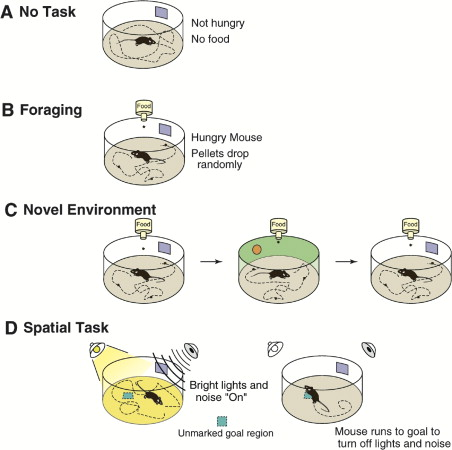 A No Task
Not hungry
No food
B Foraging
Food
Hungry Mouse
Pellets drop
randomly
C Novel Environment
Food
Food
Food
D Spatial Task
Bright lights and
noise "On"
Unmarked goal region
Mouse runs to goal to
turn off lights and noise